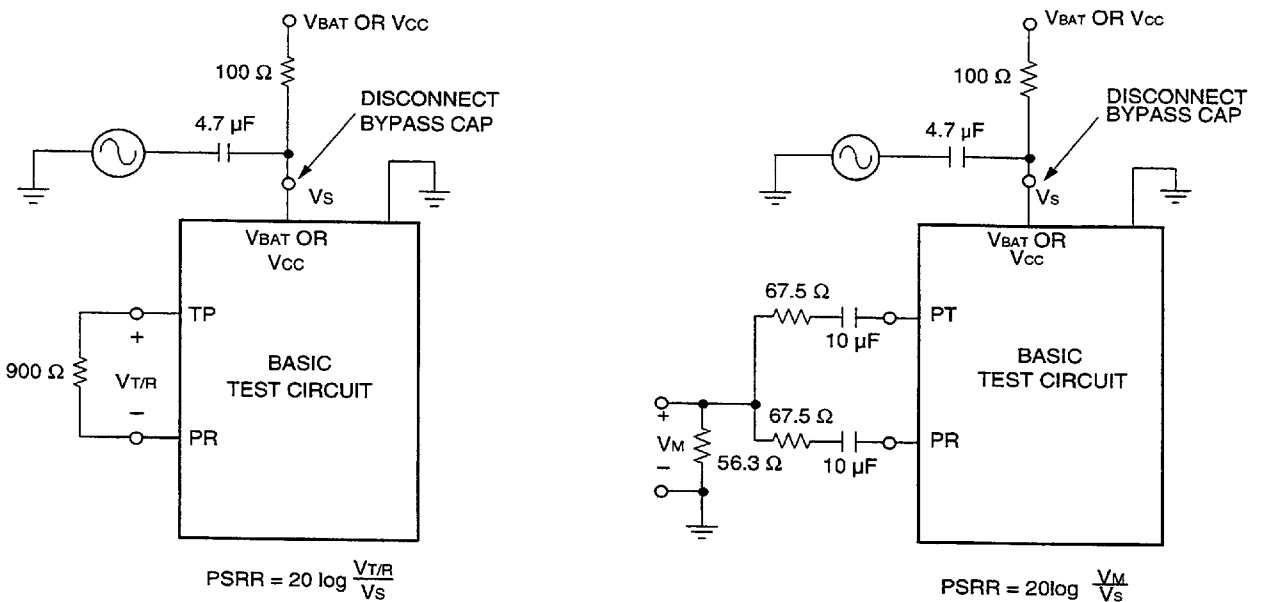 VBAT OR VCC
100 Ω
DISCONNECT
BYPASS CAP
4.7 µF
VS
VBAT OR
VCC
TP
+
900 Ω
VT/R
–
PR
BASIC
TEST CIRCUIT
PSRR = 20 log VT/R
VS
VBAT OR VCC
100 Ω
DISCONNECT
BYPASS CAP
4.7 µF
VS
VBAT OR
VCC
67.5 Ω
PT
10 µF
BASIC
TEST CIRCUIT
67.5 Ω
+
VM
–
PR
56.3 Ω
10 µF
PSRR = 20log VM
VS